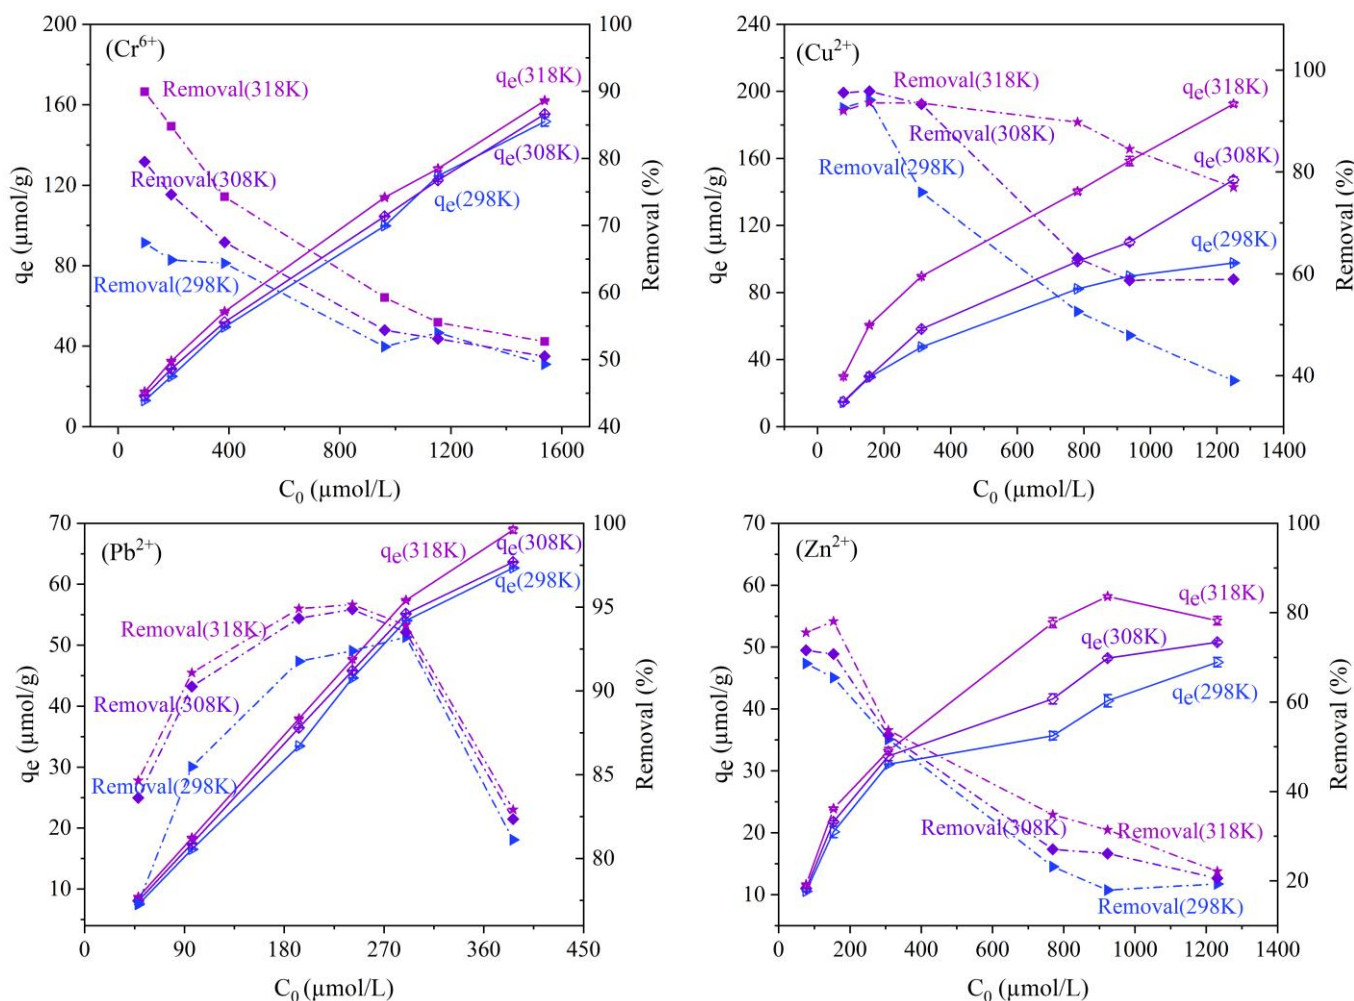 (Cr⁶⁺)
200
160
120
80
40
0
qₑ (μmol/g)
100
90
80
70
60
50
40
Removal (%)
Removal(318K)
Removal(308K)
Removal(298K)
qₑ(318K)
qₑ(308K)
qₑ(298K)
0 400 800 1200 1600
C₀ (μmol/L)
(Cu²⁺)
240
200
160
120
80
40
0
qₑ (μmol/g)
100
80
60
40
Removal (%)
Removal(318K)
Removal(308K)
Removal(298K)
qₑ(318K)
qₑ(308K)
qₑ(298K)
0 200 400 600 800 1000 1200 1400
C₀ (μmol/L)
(Pb²⁺)
70
60
50
40
30
20
10
qₑ (μmol/g)
100
95
90
85
80
Removal (%)
qₑ(318K)
qₑ(308K)
qₑ(298K)
Removal(318K)
Removal(308K)
Removal(298K)
0 90 180 270 360 450
C₀ (μmol/L)
(Zn²⁺)
70
60
50
40
30
20
10
qₑ (μmol/g)
100
80
60
40
20
Removal (%)
qₑ(318K)
qₑ(308K)
qₑ(298K)
Removal(308K)
Removal(318K)
Removal(298K)
0 200 400 600 800 1000 1200 1400
C₀ (μmol/L)